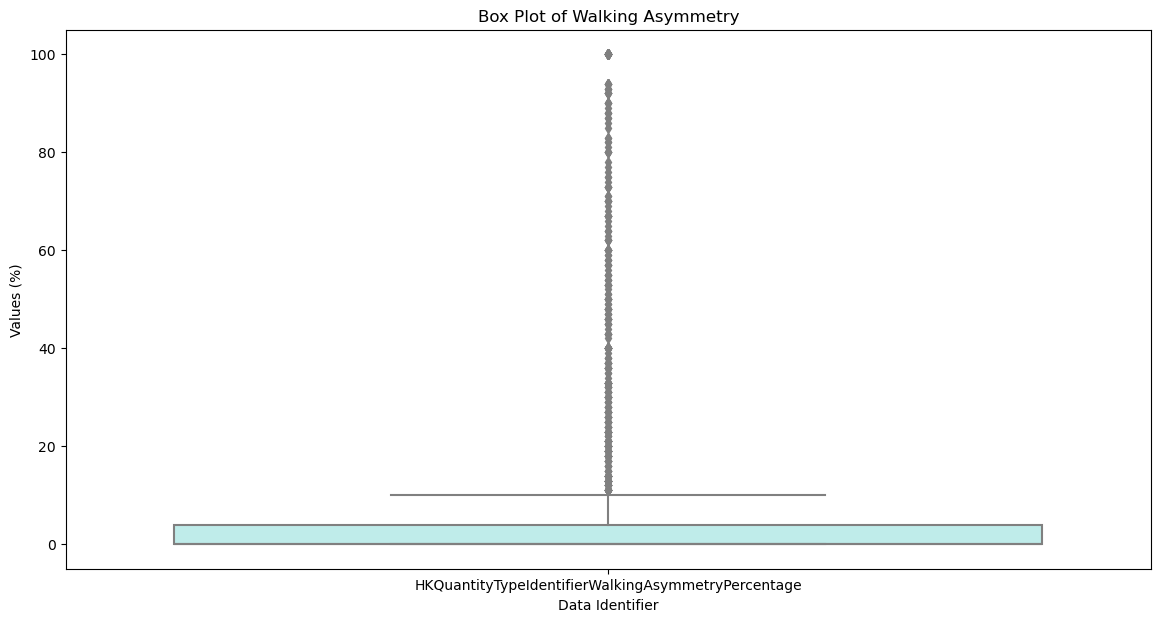 Box Plot of Walking Asymmetry
100
80
60
40
20
0
Values (%)
HKQuantityTypeIdentifierWalkingAsymmetryPercentage
Data Identifier